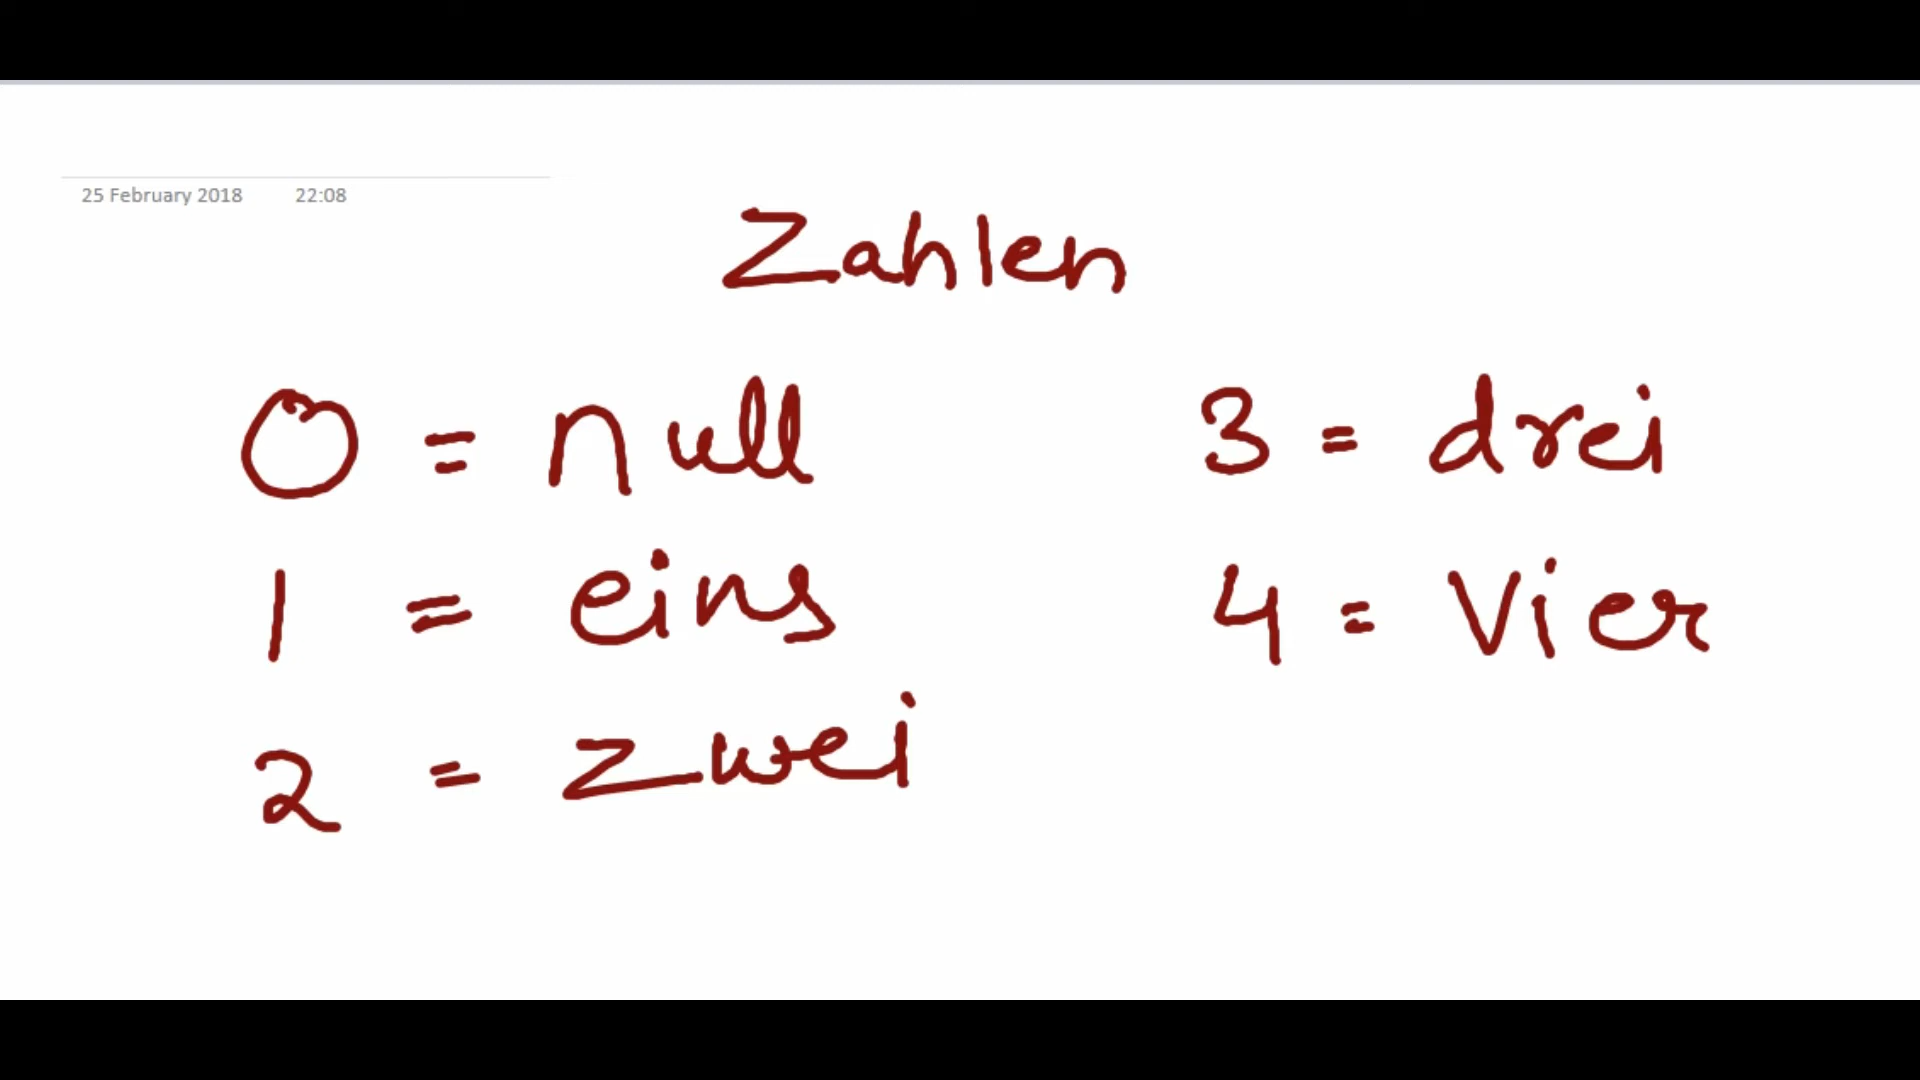 25 February 2018 22:08
Zahlen
0 = null
1 = eins
2 = zwei
3 = drei
4 = Vier